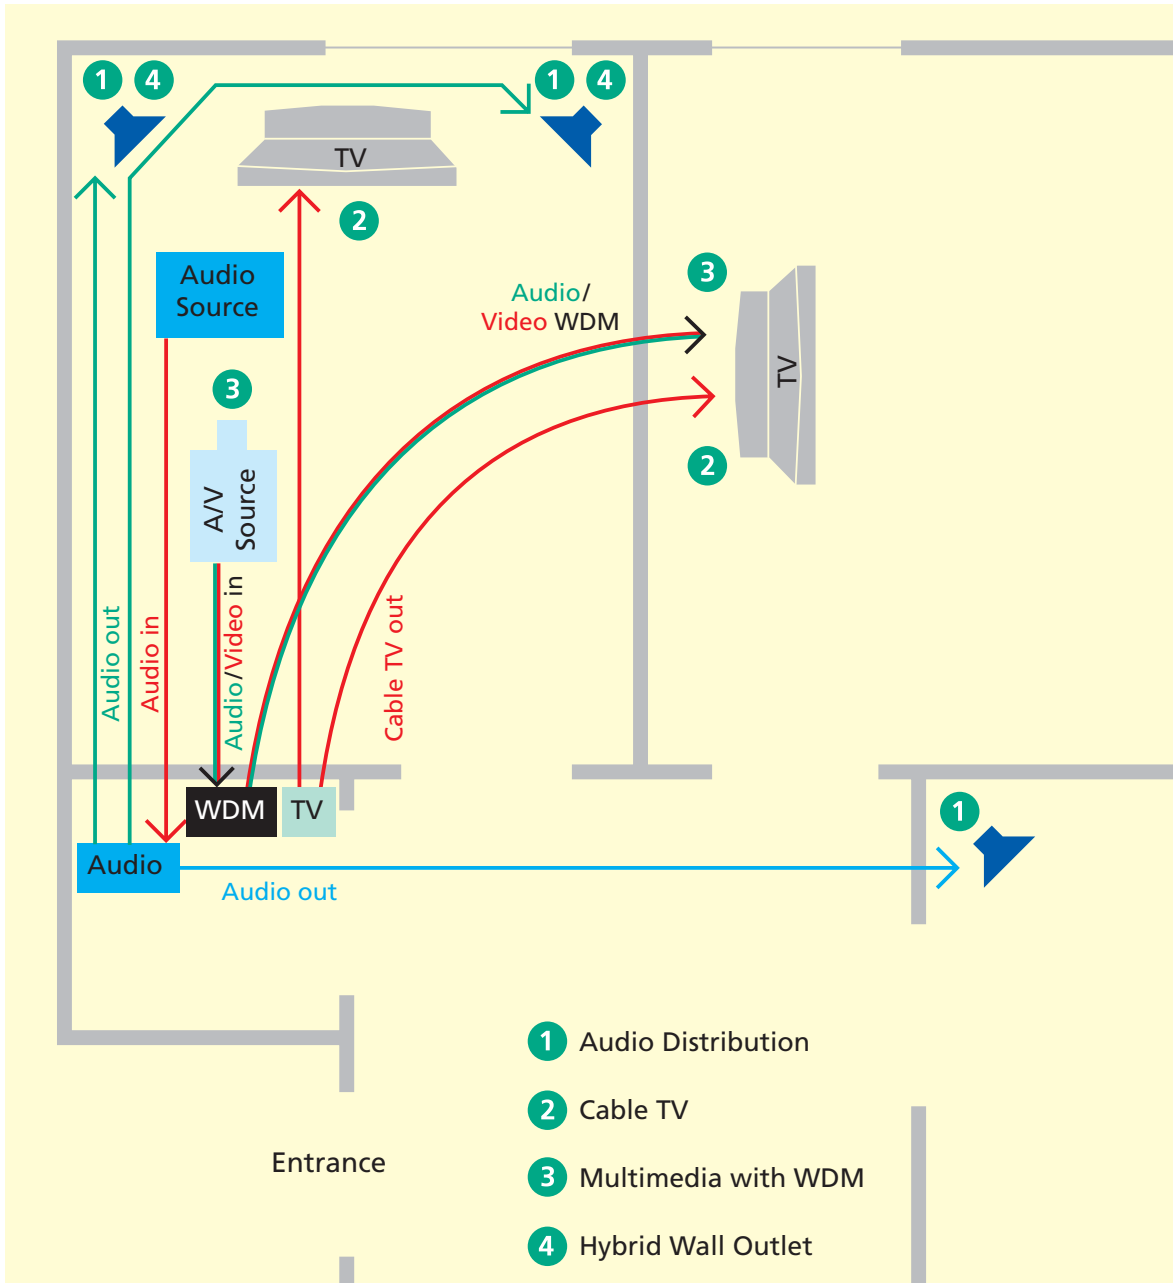 1 4
1 4
TV
2
Audio
Source
3
Audio/
Video WDM
3
TV
2
A/V
Source
Audio out
Audio in
Audio/Video in
Cable TV out
WDM
TV
Audio
Audio out
1
1 Audio Distribution
2 Cable TV
Entrance
3 Multimedia with WDM
4 Hybrid Wall Outlet